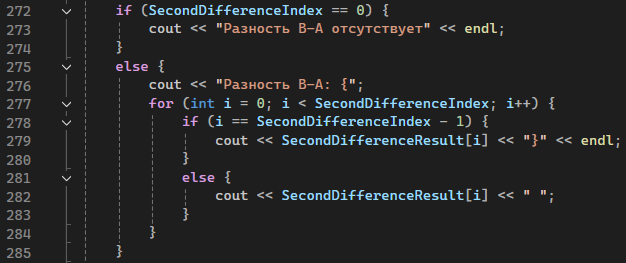 272 if (SecondDifferenceIndex == 0) {
273 cout << "Разность B-A отсутствует" << endl;
274 }
275 else {
276 cout << "Разность B-A: {";
277 for (int i = 0; i < SecondDifferenceIndex; i++) {
278 if (i == SecondDifferenceIndex - 1) {
279 cout << SecondDifferenceResult[i] << "}" << endl;
280 }
281 else {
282 cout << SecondDifferenceResult[i] << " ";
283 }
284 }
285 }